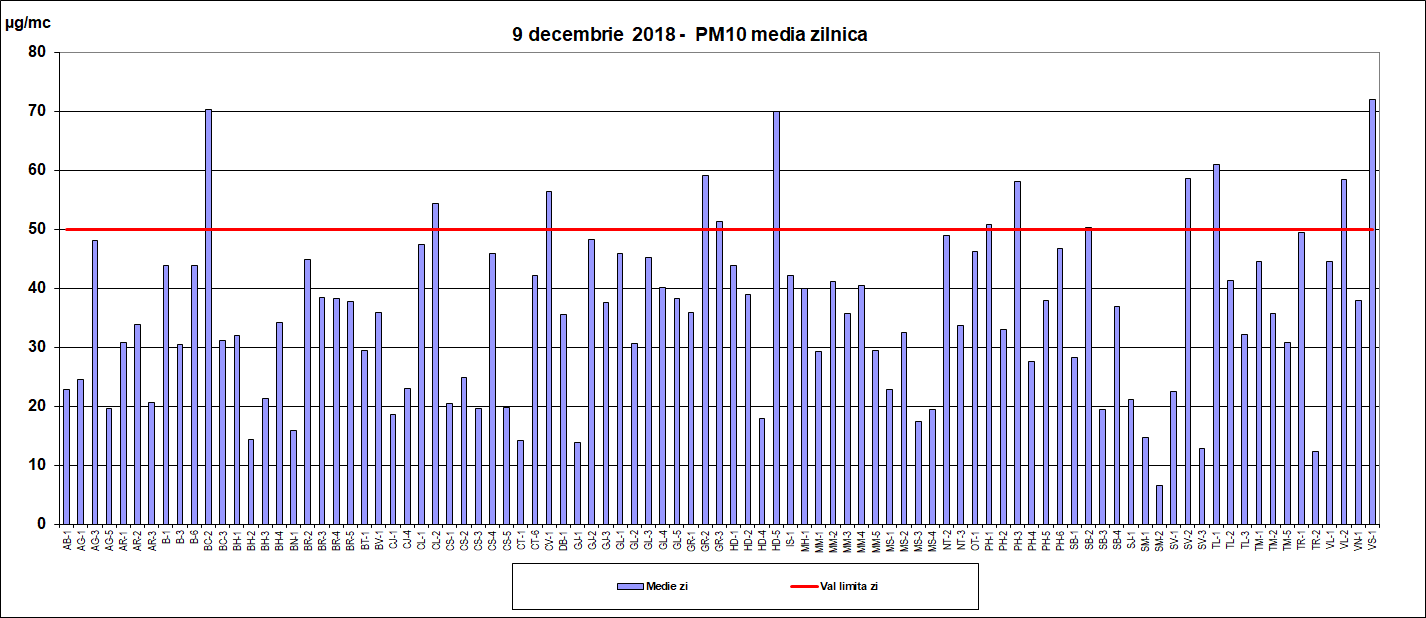 µg/mc
9 decembrie 2018 - PM10 media zilnica
80
70
60
50
40
30
20
10
0
AB-1 AG-1 AG-3 AG-5 AR-1 AR-2 AR-3 B-1 B-3 B-6 BC-2 BC-3 BH-1 BH-2 BH-3 BH-4 BN-1 BR-2 BR-3 BR-4 BR-5 BT-1 BV-1 CJ-1 CJ-4 CL-1 CL-2 CS-1 CS-2 CS-3 CS-4 CS-5 CT-1 CT-6 CV-1 DB-1 GJ-1 GJ-2 GJ-3 GL-1 GL-2 GL-3 GL-4 GL-5 GR-1 GR-2 GR-3 HD-1 HD-2 HD-4 HD-5 IS-1 MH-1 MM-1 MM-2 MM-3 MM-4 MM-5 MS-1 MS-2 MS-3 MS-4 NT-2 NT-3 OT-1 PH-1 PH-2 PH-3 PH-4 PH-5 PH-6 SB-1 SB-2 SB-3 SB-4 SJ-1 SM-1 SM-2 SV-1 SV-2 SV-3 TL-1 TL-2 TL-3 TM-1 TM-2 TM-5 TR-1 TR-2 VL-1 VL-2 VN-1 VS-1
Medie zi Val limita zi